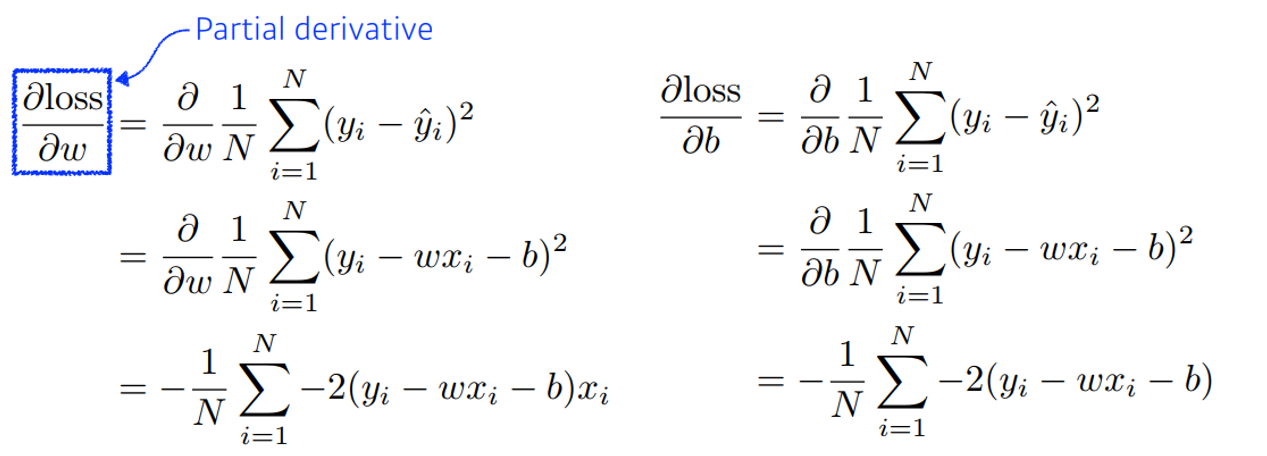 Partial derivative
∂loss/∂w = ∂/∂w 1/N ∑_{i=1}^{N} (y_i − ŷ_i)²
= ∂/∂w 1/N ∑_{i=1}^{N} (y_i − wx_i − b)²
= −1/N ∑_{i=1}^{N} −2(y_i − wx_i − b)x_i
∂loss/∂b = ∂/∂b 1/N ∑_{i=1}^{N} (y_i − ŷ_i)²
= ∂/∂b 1/N ∑_{i=1}^{N} (y_i − wx_i − b)²
= −1/N ∑_{i=1}^{N} −2(y_i − wx_i − b)